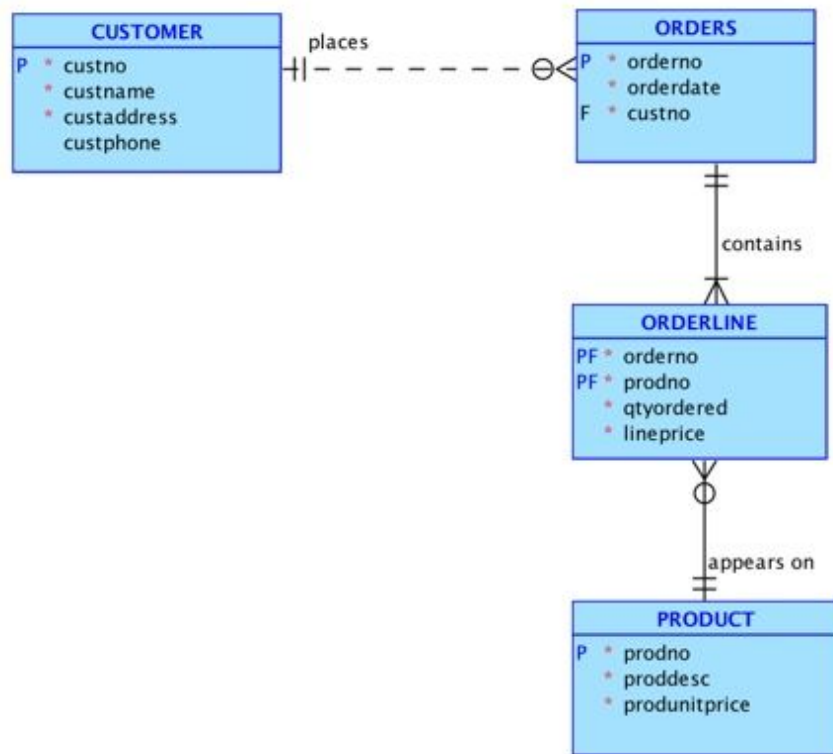 CUSTOMER
P * custno
* custname
* custaddress
custphone
places
ORDERS
P * orderno
* orderdate
F * custno
contains
ORDERLINE
PF * orderno
PF * prodno
* qtyordered
* lineprice
appears on
PRODUCT
P * prodno
* proddesc
* produnitprice